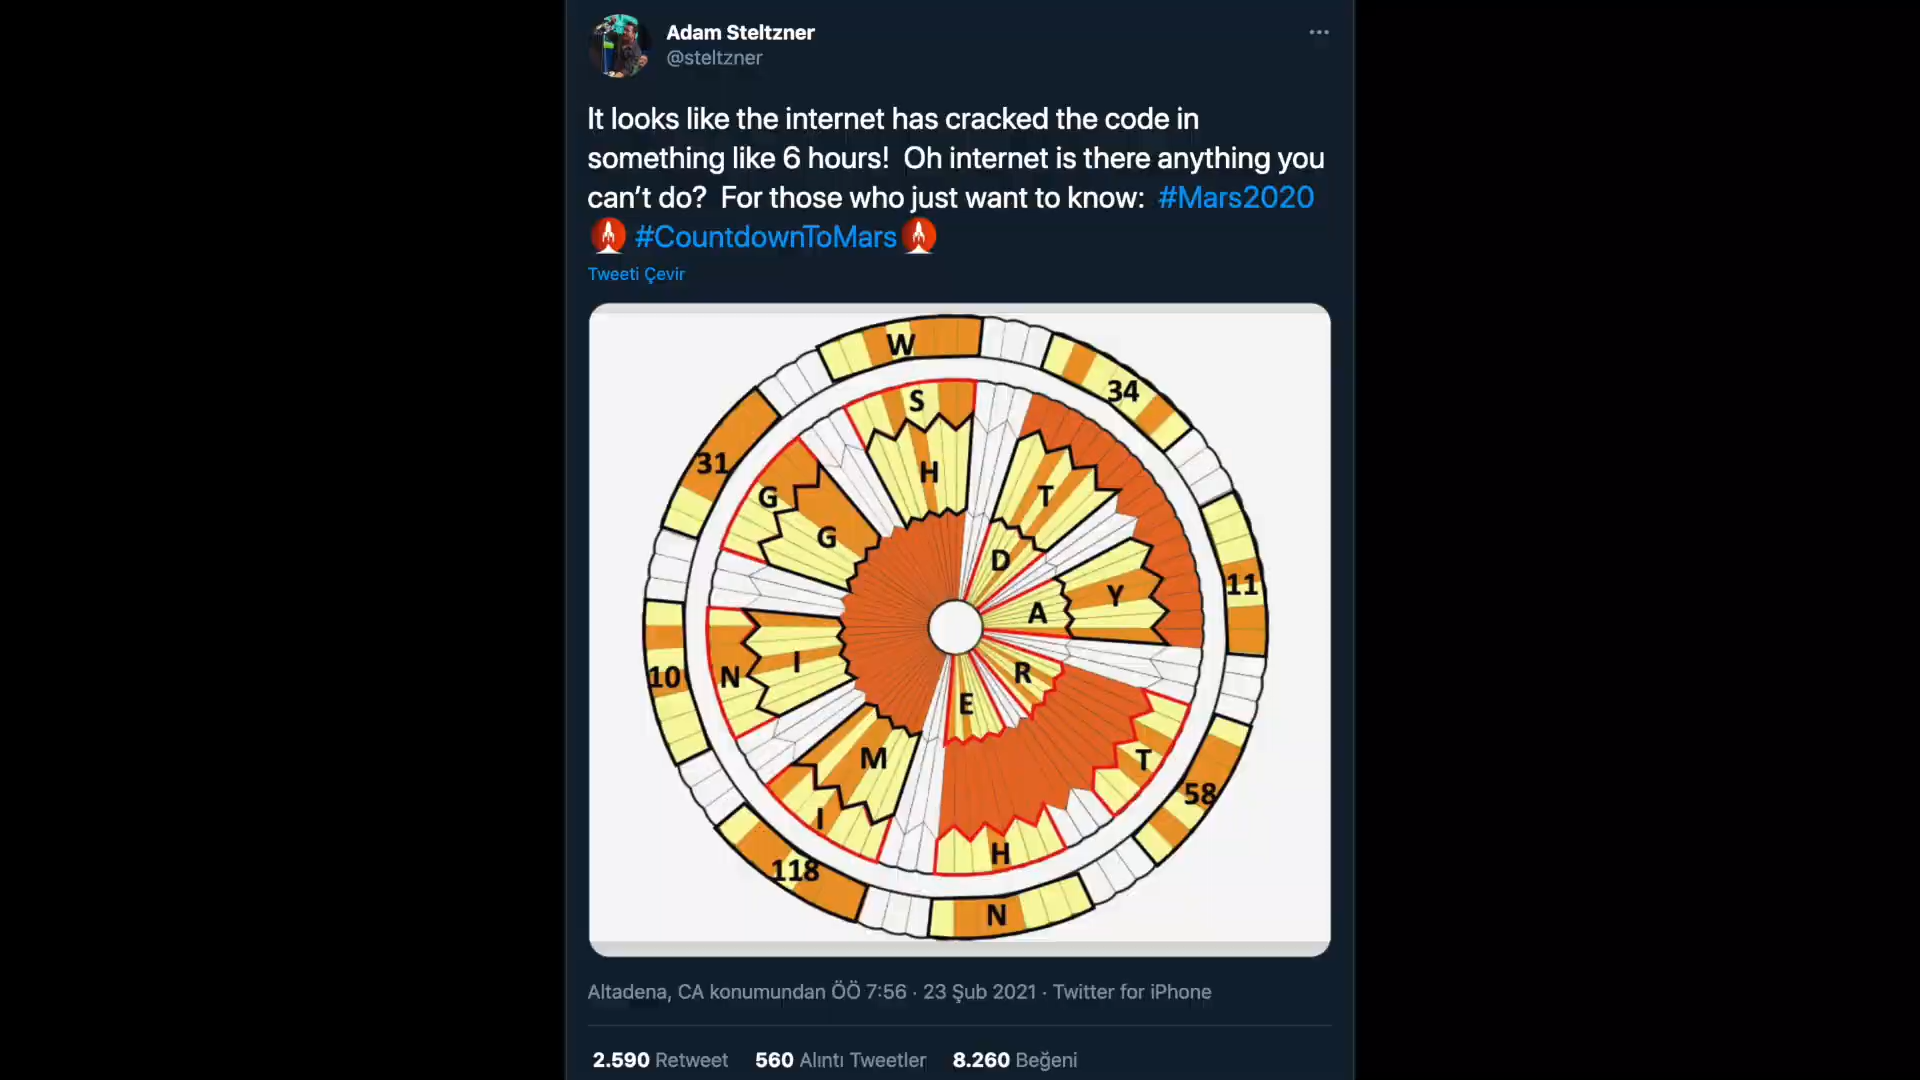 Adam Steltzner
@steltzner
It looks like the internet has cracked the code in
something like 6 hours!  Oh internet is there anything you
can't do?  For those who just want to know:  #Mars2020
#CountdownToMars
Tweeti Çevir
W
34
S
31
H
G
T
G
D
11
Y
A
10
N
I
R
E
M
T
58
I
H
118
N
Altadena, CA konumundan ÖÖ 7:56 · 23 Şub 2021 · Twitter for iPhone
2.590 Retweet 560 Alıntı Tweetler 8.260 Beğeni